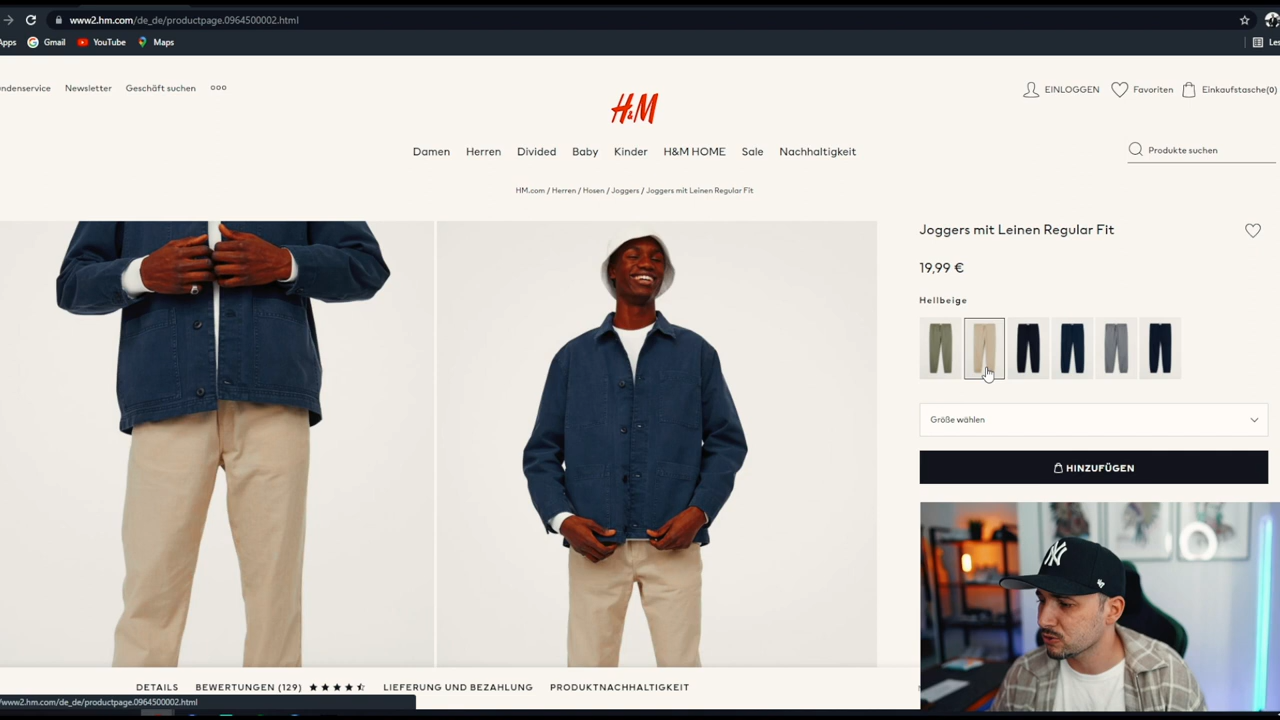 www2.hm.com/de_de/productpage.0964500002.html
Apps Gmail YouTube Maps
Les
ndenservice Newsletter Geschäft suchen
H&M
EINLOGGEN Favoriten Einkaufstasche(0)
Damen Herren Divided Baby Kinder H&M HOME Sale Nachhaltigkeit
Produkte suchen
HM.com / Herren / Hosen / Joggers / Joggers mit Leinen Regular Fit
Joggers mit Leinen Regular Fit
19,99 €
Hellbeige
Größe wählen
HINZUFÜGEN
NY
DETAILS BEWERTUNGEN (129) LIEFERUNG UND BEZAHLUNG PRODUKTNACHHALTIGKEIT
/www2.hm.com/de_de/productpage.0964500002.html